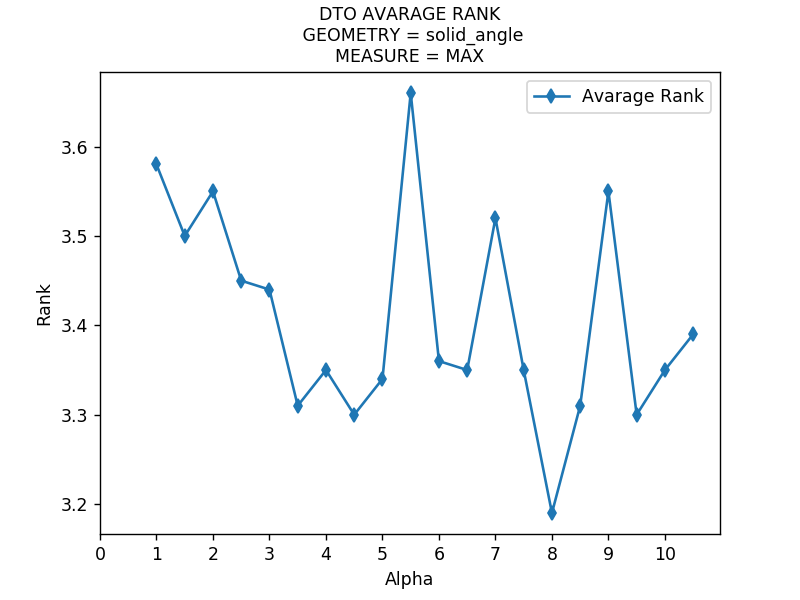 DTO AVARAGE RANK
GEOMETRY = solid_angle
MEASURE = MAX
Avarage Rank
3.6
3.5
3.4
3.3
3.2
Rank
0 1 2 3 4 5 6 7 8 9 10
Alpha